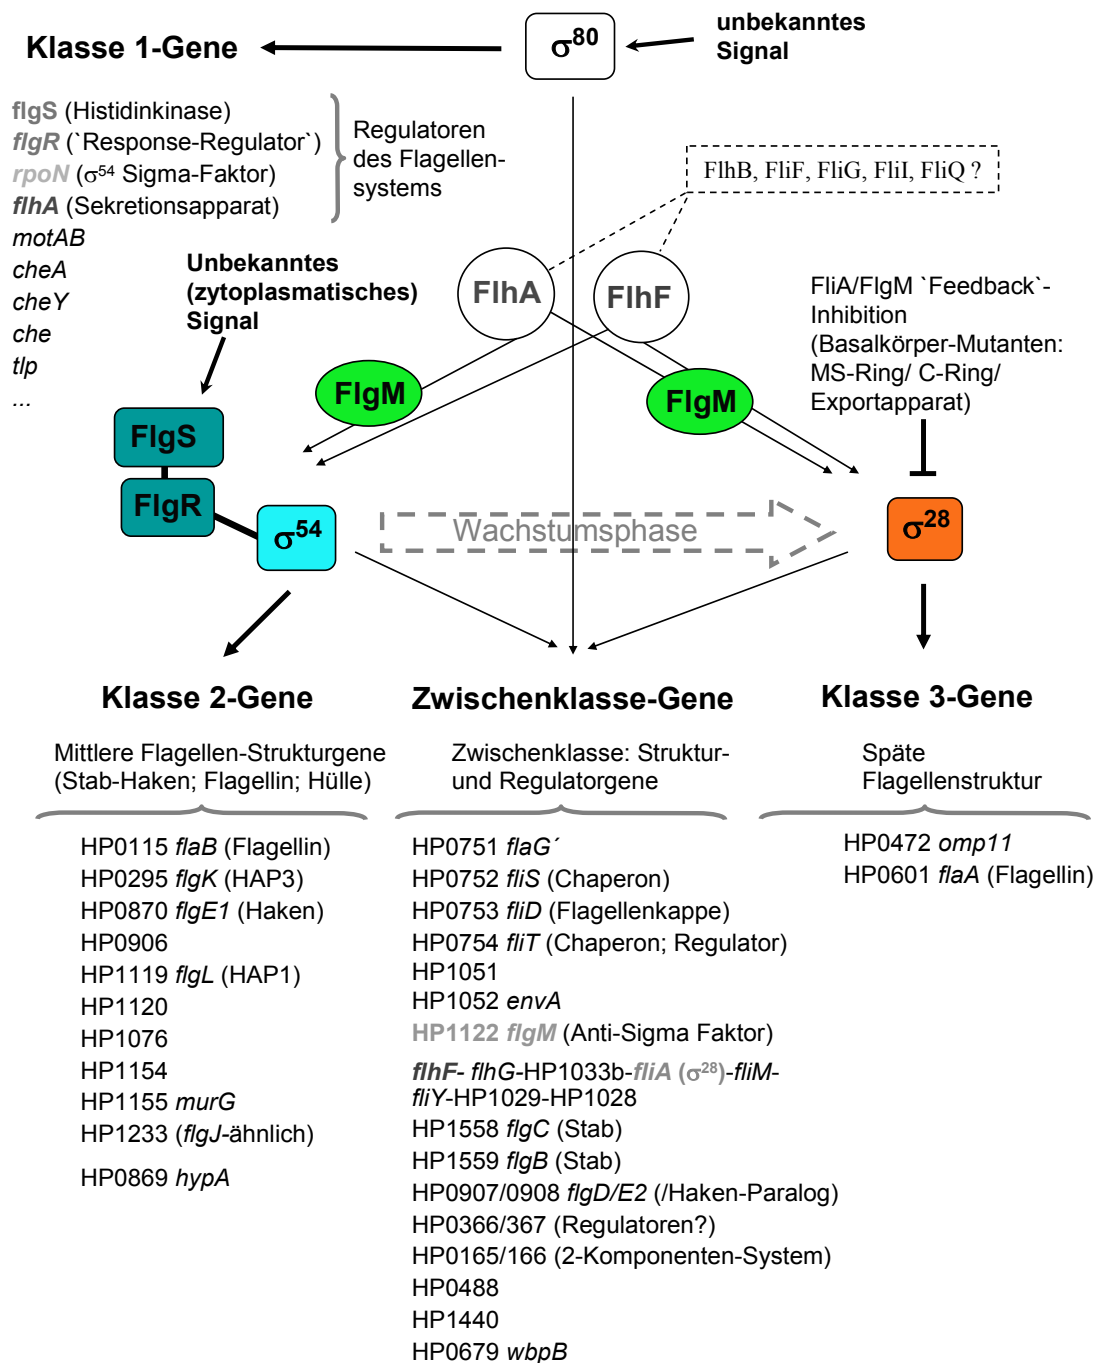 unbekanntes
Signal
σ80
Klasse 1-Gene
flgS (Histidinkinase)
flgR (`Response-Regulator`)
rpoN (σ54 Sigma-Faktor)
flhA (Sekretionsapparat)
motAB
cheA
cheY
che
tlp
...
Regulatoren
des Flagellen-
systems
FlhB, FliF, FliG, FliI, FliQ ?
Unbekanntes
(zytoplasmatisches)
Signal
FlhA
FlhF
FliA/FlgM `Feedback`-
Inhibition
(Basalkörper-Mutanten:
MS-Ring/ C-Ring/
Exportapparat)
FlgM
FlgM
FlgS
FlgR
σ54
Wachstumsphase
σ28
Klasse 2-Gene
Mittlere Flagellen-Strukturgene
(Stab-Haken; Flagellin; Hülle)
HP0115 flaB (Flagellin)
HP0295 flgK (HAP3)
HP0870 flgE1 (Haken)
HP0906
HP1119 flgL (HAP1)
HP1120
HP1076
HP1154
HP1155 murG
HP1233 (flgJ-ähnlich)
HP0869 hypA
Zwischenklasse-Gene
Zwischenklasse: Struktur-
und Regulatorgene
HP0751 flaG´
HP0752 fliS (Chaperon)
HP0753 fliD (Flagellenkappe)
HP0754 fliT (Chaperon; Regulator)
HP1051
HP1052 envA
HP1122 flgM (Anti-Sigma Faktor)
flhF- flhG-HP1033b-fliA (σ28)-fliM-
fliY-HP1029-HP1028
HP1558 flgC (Stab)
HP1559 flgB (Stab)
HP0907/0908 flgD/E2 (/Haken-Paralog)
HP0366/367 (Regulatoren?)
HP0165/166 (2-Komponenten-System)
HP0488
HP1440
HP0679 wbpB
Klasse 3-Gene
Späte
Flagellenstruktur
HP0472 omp11
HP0601 flaA (Flagellin)